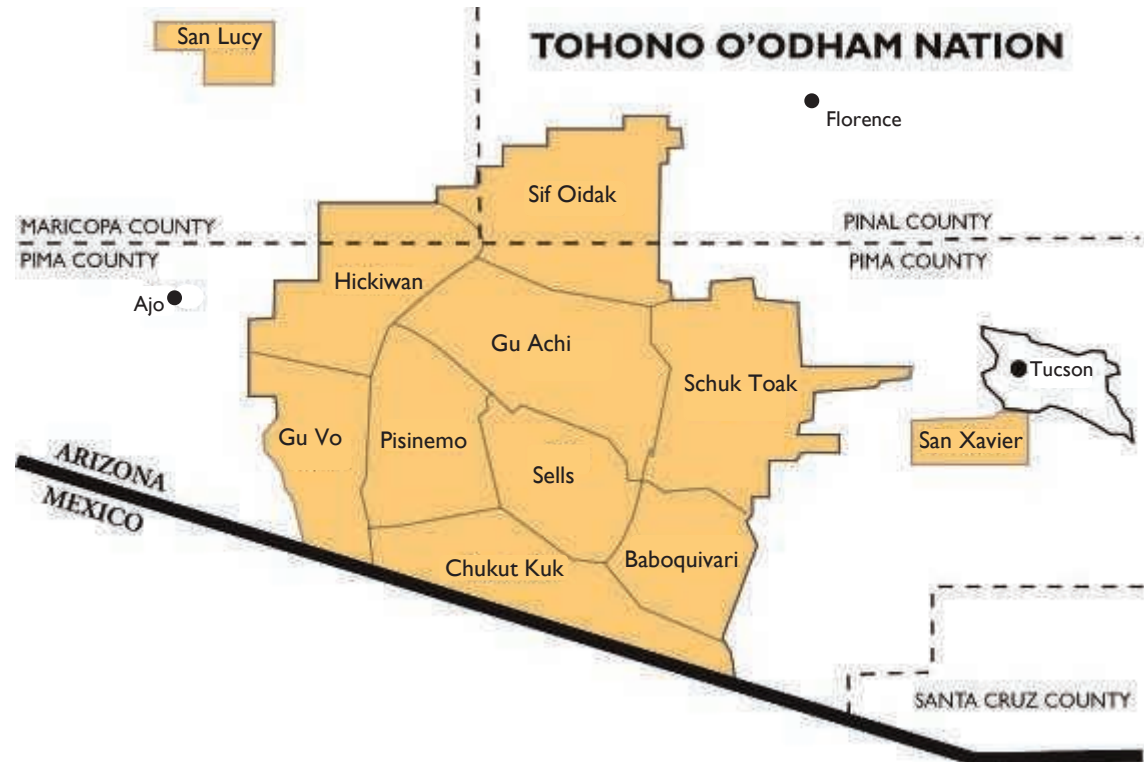 San Lucy
TOHONO O'ODHAM NATION
Florence
Sif Oidak
MARICOPA COUNTY
PINAL COUNTY
PIMA COUNTY
PIMA COUNTY
Hickiwan
Ajo
Gu Achi
Schuk Toak
Tucson
Gu Vo
Pisinemo
San Xavier
Sells
ARIZONA
MEXICO
Chukut Kuk
Baboquivari
SANTA CRUZ COUNTY